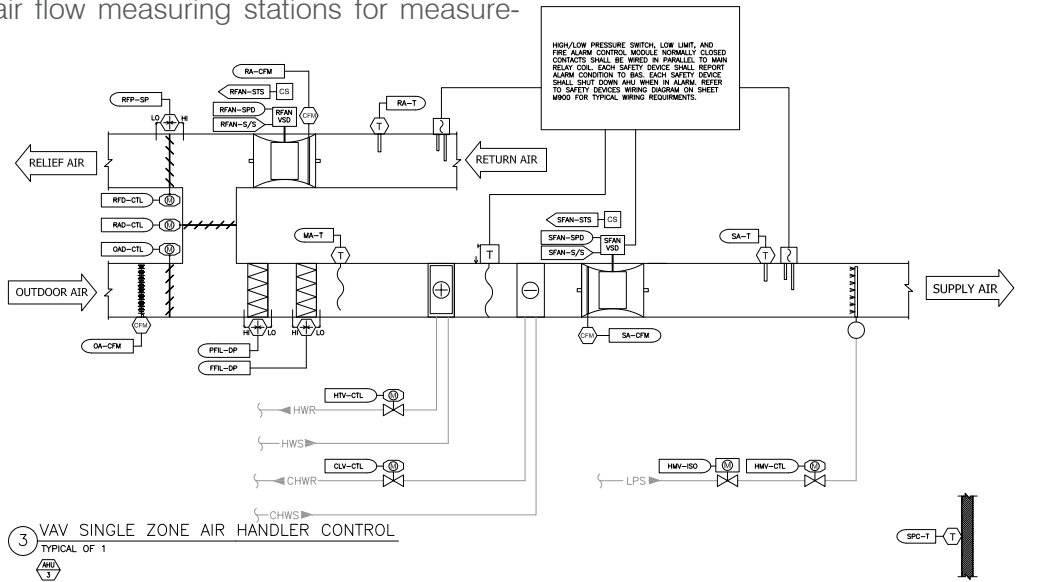 air flow measuring stations for measure-
HIGH/LOW PRESSURE SWITCH, LOW LIMIT, AND
FIRE ALARM CONTROL MODULE NORMALLY CLOSED
CONTACTS SHALL BE WIRED IN PARALLEL TO MAIN
RELAY COIL. EACH SAFETY DEVICE SHALL REPORT
ALARM CONDITION TO BAS. EACH SAFETY DEVICE
SHALL SHUT DOWN AHU WHEN IN ALARM. REFER
TO SAFETY DEVICES WIRING DIAGRAM ON SHEET
M900 FOR TYPICAL WIRING REQUIRMENTS.
RA-CFM
RFAN-STS
CS
RFP-SP
RFAN-SPD
RFAN
VSD
RFAN-S/S
CFM
RA-T
T
LO
HI
RELIEF AIR
RETURN AIR
RFD-CTL
M
RAD-CTL
M
OAD-CTL
M
MA-T
T
T
SFAN-STS
CS
SFAN-SPD
SFAN
VSD
SFAN-S/S
SA-T
T
OUTDOOR AIR
SUPPLY AIR
CFM
OA-CFM
HI
LO
HI
LO
PFIL-DP
FFIL-DP
CFM
SA-CFM
HTV-CTL
M
HWR
HWS
CLV-CTL
M
CHWR
CHWS
HMV-ISO
M
HMV-CTL
M
LPS
3
VAV SINGLE ZONE AIR HANDLER CONTROL
TYPICAL OF 1
AHU
3
SPC-T
T